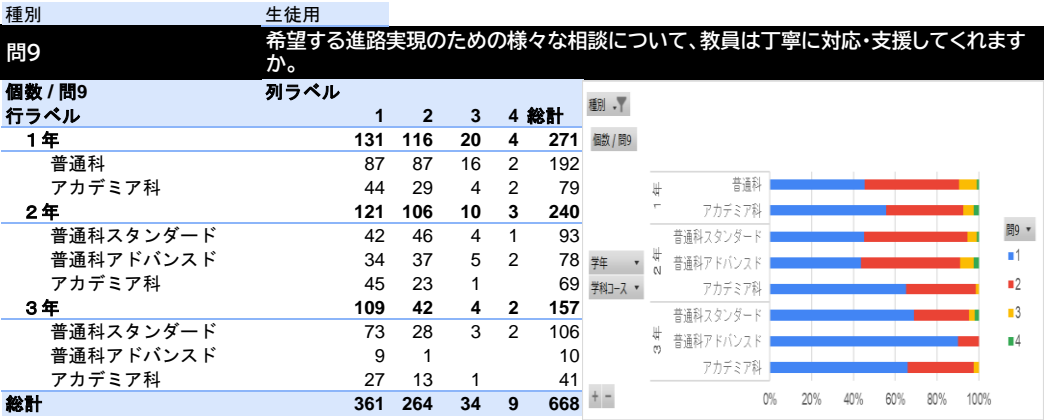 種別 生徒用
問9 希望する進路実現のための様々な相談について、教員は丁寧に対応・支援してくれます
か。
個数 / 問9 列ラベル
行ラベル 1 2 3 4 総計
１年 131 116 20 4 271
普通科 87 87 16 2 192
アカデミア科 44 29 4 2 79
２年 121 106 10 3 240
普通科スタンダード 42 46 4 1 93
普通科アドバンスド 34 37 5 2 78
アカデミア科 45 23 1 69
３年 109 42 4 2 157
普通科スタンダード 73 28 3 2 106
普通科アドバンスド 9 1 10
アカデミア科 27 13 1 41
総計 361 264 34 9 668
種別
個数 / 問9
学年
学科コース
１年
普通科
アカデミア科
２年
普通科スタンダード
普通科アドバンスド
アカデミア科
３年
普通科スタンダード
普通科アドバンスド
アカデミア科
0% 20% 40% 60% 80% 100%
問9
1
2
3
4
+ -